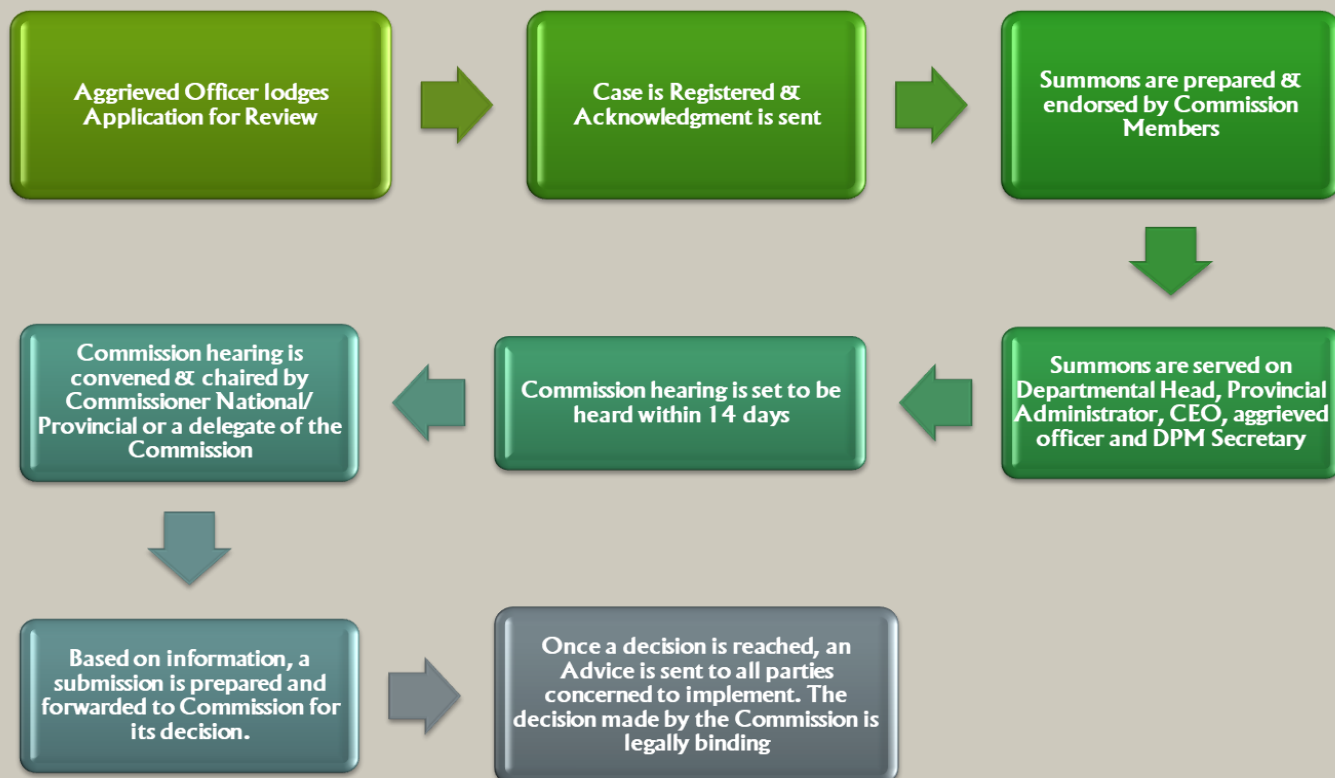 Aggrieved Officer lodges
Application for Review
Case is Registered &
Acknowledgment is sent
Summons are prepared &
endorsed by Commission
Members
Summons are served on
Departmental Head, Provincial
Administrator, CEO, aggrieved
officer and DPM Secretary
Commission hearing is set to be
heard within 14 days
Commission hearing is
convened & chaired by
Commissioner National/
Provincial or a delegate of the
Commission
Based on information, a
submission is prepared and
forwarded to Commission for
its decision.
Once a decision is reached, an
Advice is sent to all parties
concerned to implement. The
decision made by the Commission is
legally binding